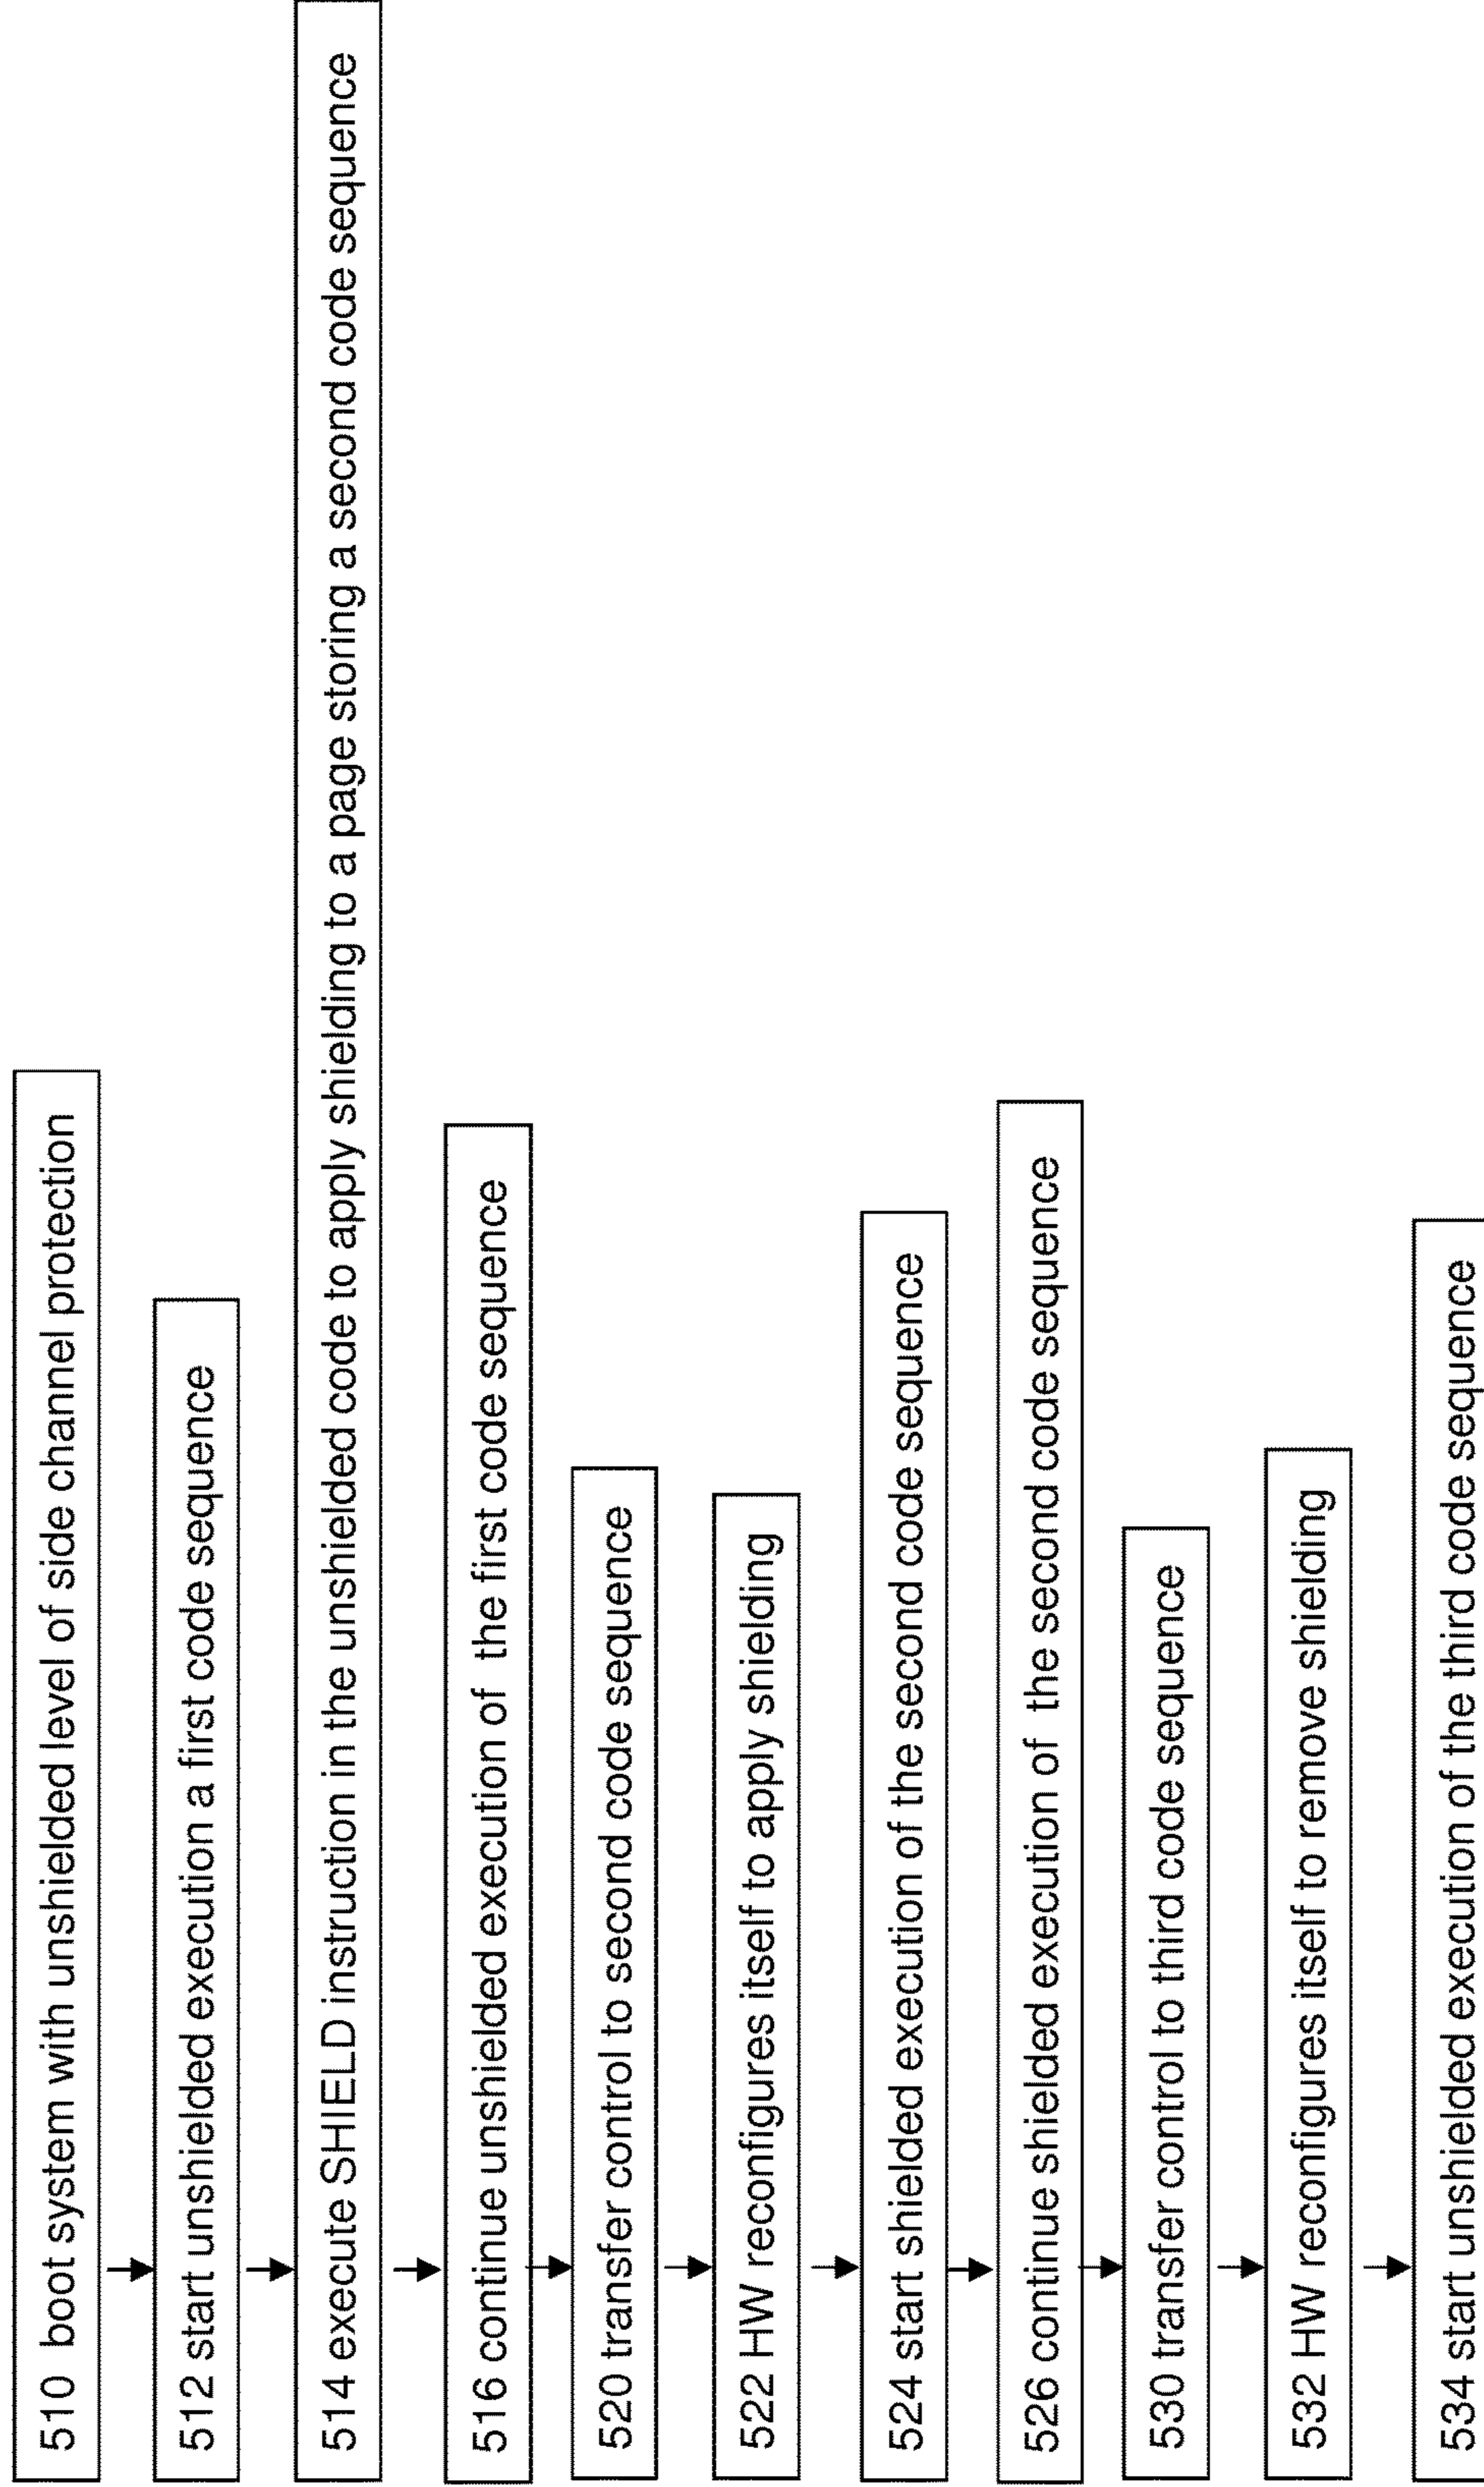 510 boot system with unshielded level of side channel protection
512 start unshielded execution a first code sequence
514 execute SHIELD instruction in the unshielded code to apply shielding to a page storing a second code sequence
516 continue unshielded execution of the first code sequence
520 transfer control to second code sequence
522 HW reconfigures itself to apply shielding
524 start shielded execution of the second code sequence
526 continue shielded execution of the second code sequence
530 transfer control to third code sequence
532 HW reconfigures itself to remove shielding
534 start unshielded execution of the third code sequence